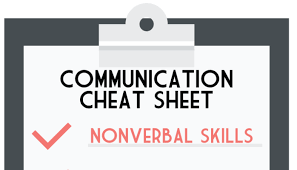 COMMUNICATION
CHEAT SHEET
NONVERBAL SKILLS